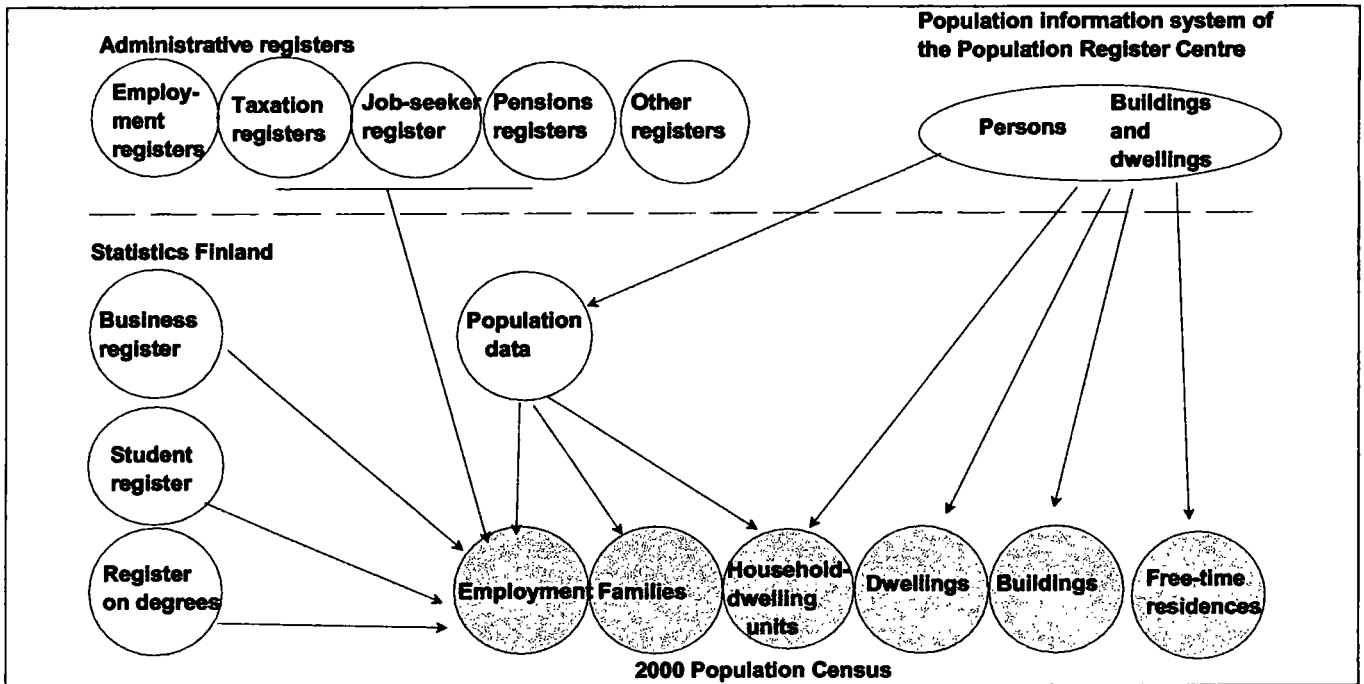 Administrative registers
Population information system of
the Population Register Centre
Employ-
ment
registers
Taxation
registers
Job-seeker
register
Pensions
registers
Other
registers
Persons
Buildings
and
dwellings
Statistics Finland
Business
register
Population
data
Student
register
Register
on degrees
Employment
Families
Household-
dwelling
units
Dwellings
Buildings
Free-time
residences
2000 Population Census